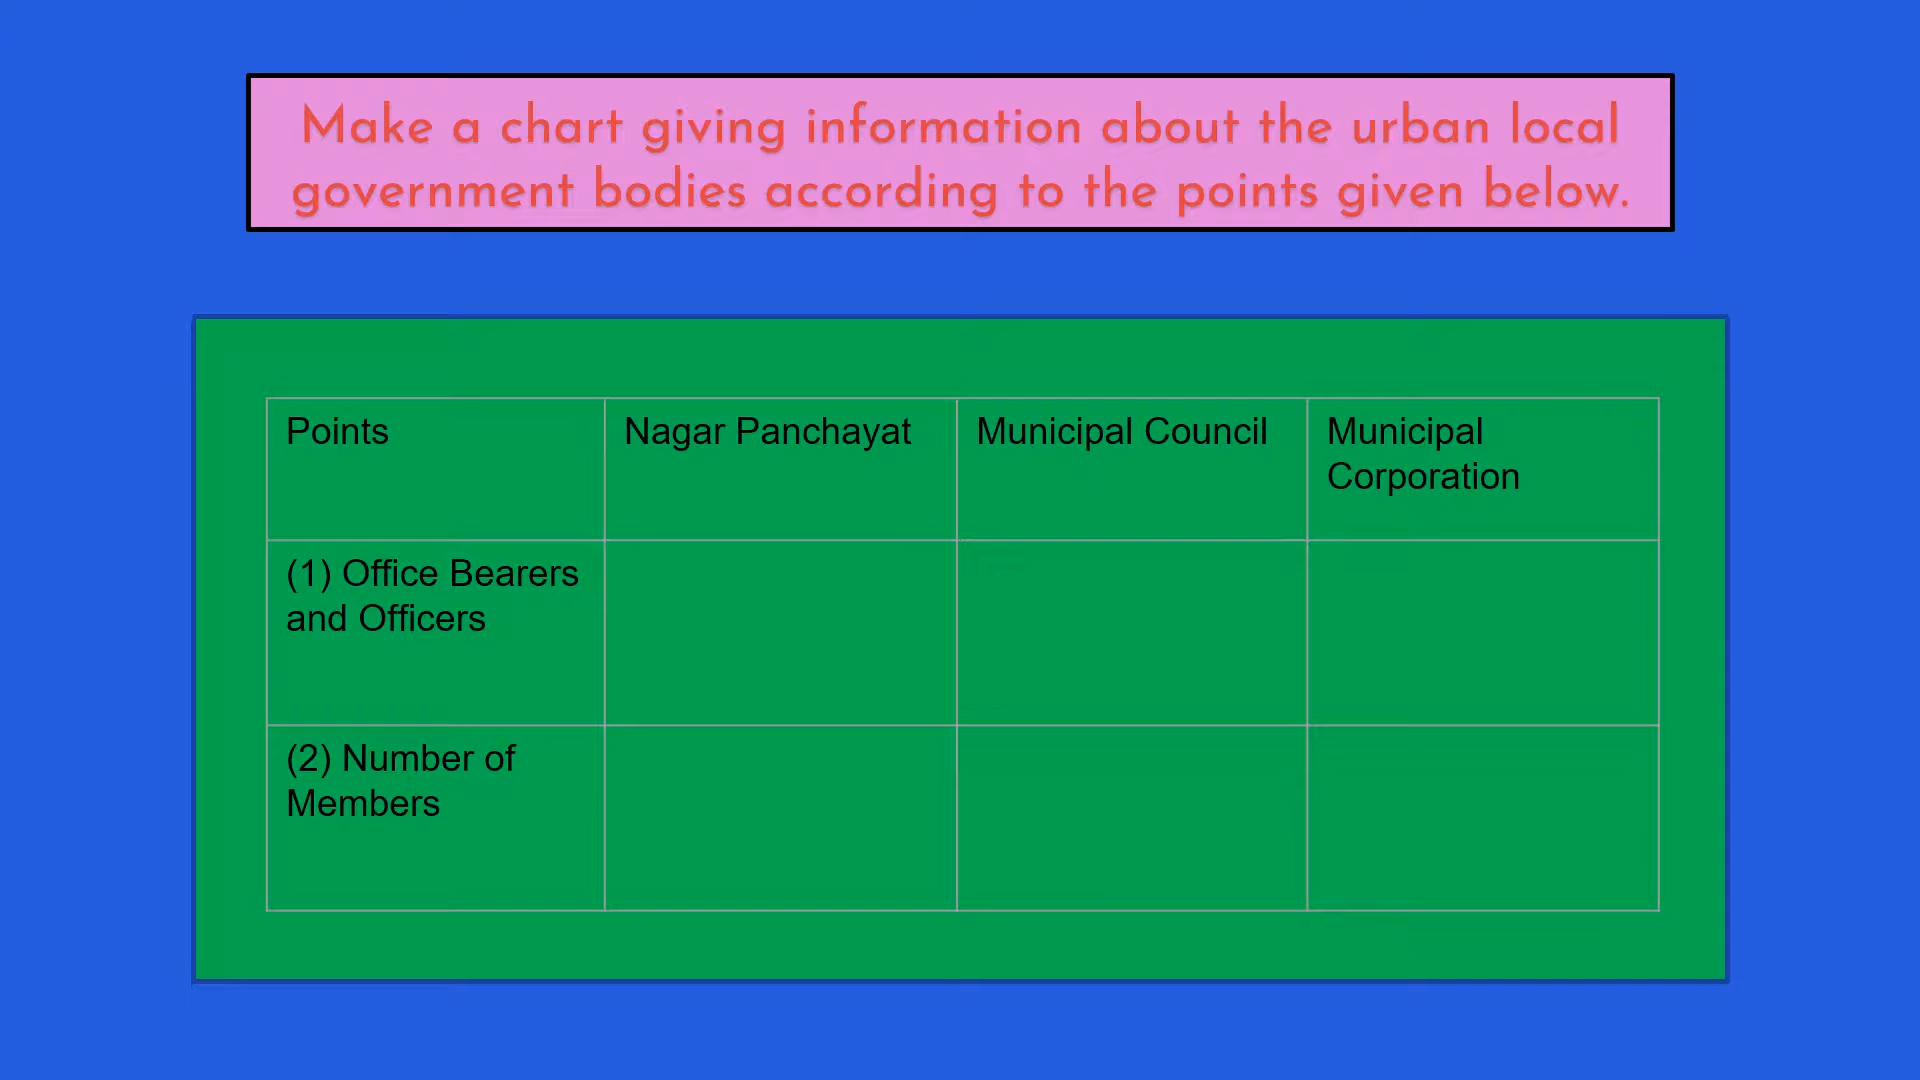 Make a chart giving information about the urban local
government bodies according to the points given below.
Points
Nagar Panchayat
Municipal Council
Municipal
Corporation
(1) Office Bearers
and Officers
(2) Number of
Members